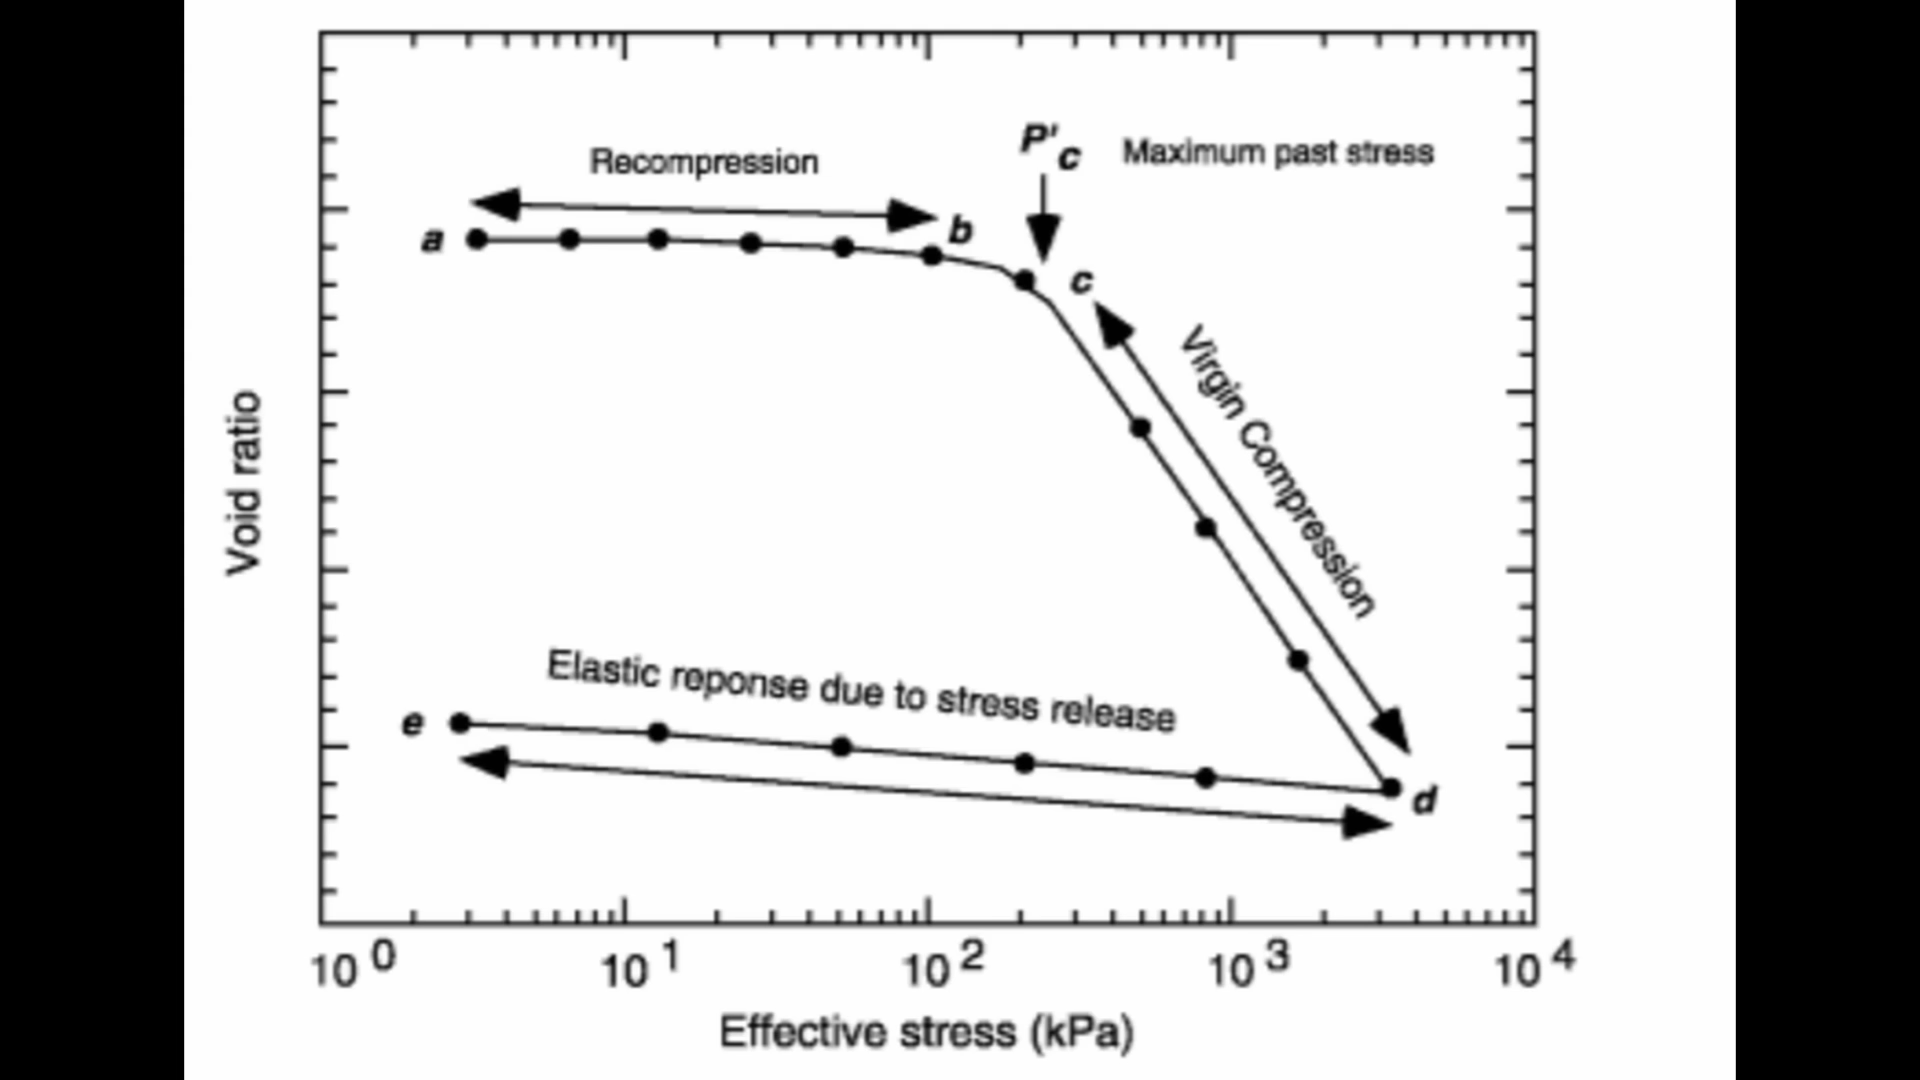 P'c Maximum past stress
Recompression
a
b
c
Virgin Compression
Void ratio
Elastic reponse due to stress release
e
d
10 0 10 1 10 2 10 3 10 4
Effective stress (kPa)